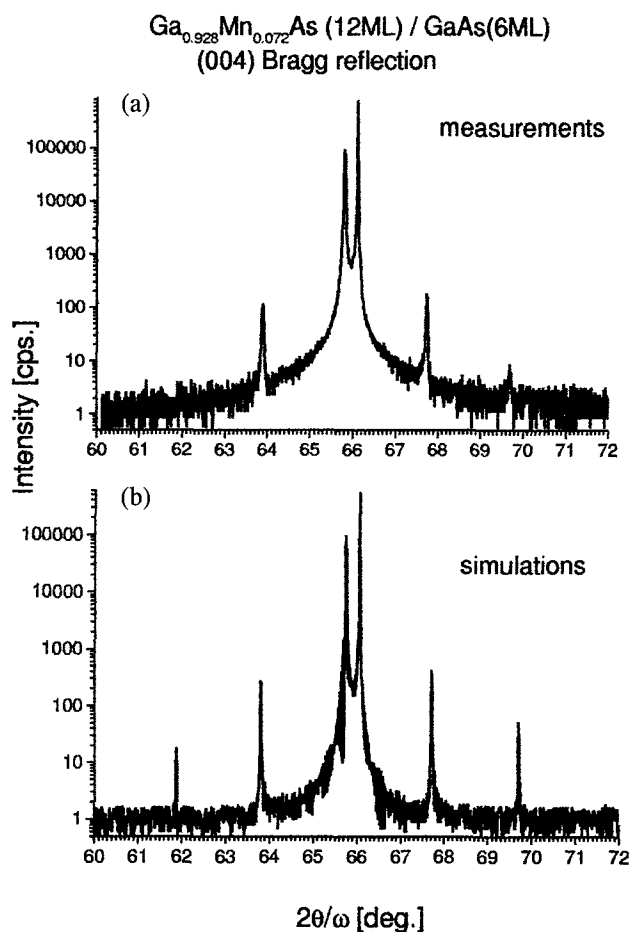 Ga0.928Mn0.072As (12ML) / GaAs(6ML)
(004) Bragg reflection
(a)
measurements
100000
10000
1000
100
10
1
60 61 62 63 64 65 66 67 68 69 70 71 72
Intensity [cps.]
(b)
simulations
100000
10000
1000
100
10
1
60 61 62 63 64 65 66 67 68 69 70 71 72
2θ/ω [deg.]